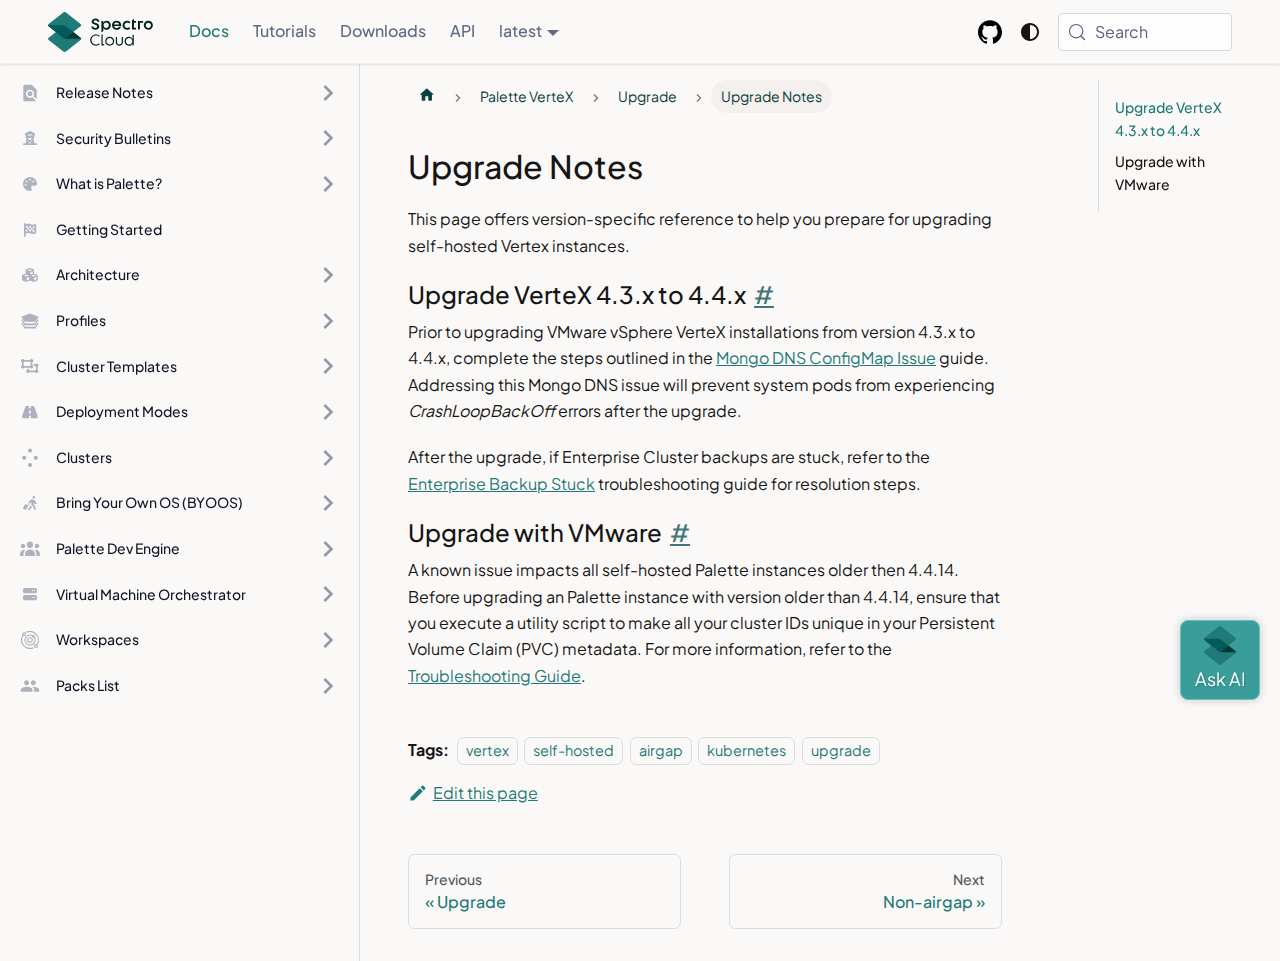 Spectro Cloud
Docs
Tutorials
Downloads
API
latest
Search
Release Notes
Security Bulletins
What is Palette?
Getting Started
Architecture
Profiles
Cluster Templates
Deployment Modes
Clusters
Bring Your Own OS (BYOOS)
Palette Dev Engine
Virtual Machine Orchestrator
Workspaces
Packs List
Palette VerteX
Upgrade
Upgrade Notes
Upgrade Notes
This page offers version-specific reference to help you prepare for upgrading
self-hosted Vertex instances.
Upgrade VerteX 4.3.x to 4.4.x #
Prior to upgrading VMware vSphere VerteX installations from version 4.3.x to
4.4.x, complete the steps outlined in the Mongo DNS ConfigMap Issue guide.
Addressing this Mongo DNS issue will prevent system pods from experiencing
CrashLoopBackOff errors after the upgrade.
After the upgrade, if Enterprise Cluster backups are stuck, refer to the
Enterprise Backup Stuck troubleshooting guide for resolution steps.
Upgrade with VMware #
A known issue impacts all self-hosted Palette instances older then 4.4.14.
Before upgrading an Palette instance with version older than 4.4.14, ensure that
you execute a utility script to make all your cluster IDs unique in your Persistent
Volume Claim (PVC) metadata. For more information, refer to the
Troubleshooting Guide.
Tags: vertex self-hosted airgap kubernetes upgrade
Edit this page
Previous
« Upgrade
Next
Non-airgap »
Upgrade VerteX
4.3.x to 4.4.x
Upgrade with
VMware
Ask AI